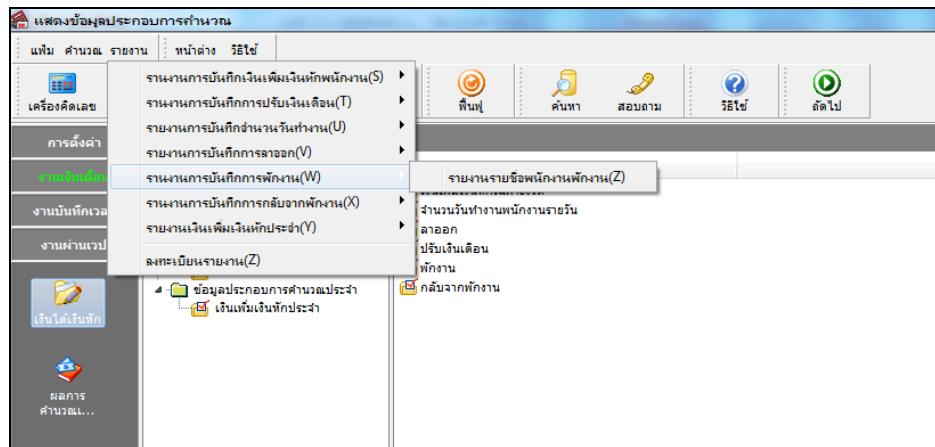 แสดงข้อมูลประกอบการคำนวณ
แฟ้ม คำนวณ รายงาน หน้าต่าง วิธีใช้
เครื่องคิดเลข
ฟื้นฟู
ค้นหา
สอบถาม
วิธีใช้
ถัดไป
รายงานการบันทึกเงินเพิ่มเงินหักพนักงาน(S)
รายงานการบันทึกการปรับเงินเดือน(T)
รายงานการบันทึกจำนวนวันทำงาน(U)
รายงานการบันทึกการลาออก(V)
รายงานการบันทึกการพักงาน(W)
รายงานการบันทึกการกลับจากพักงาน(X)
รายงานเงินเพิ่มเงินหักประจำ(Y)
ลงทะเบียนรายงาน(Z)
รายงานรายชื่อพนักงานพักงาน(Z)
การตั้งค่า
งานเงินเดือน
งานบันทึกเวล
งานผ่านเวป
เงินได้เงินหัก
ผลการ
คำนวณเ...
ข้อมูลประกอบการคำนวณประจำ
เงินเพิ่มเงินหักประจำ
จำนวนวันทำงานพนักงานรายวัน
ลาออก
ปรับเงินเดือน
พักงาน
กลับจากพักงาน